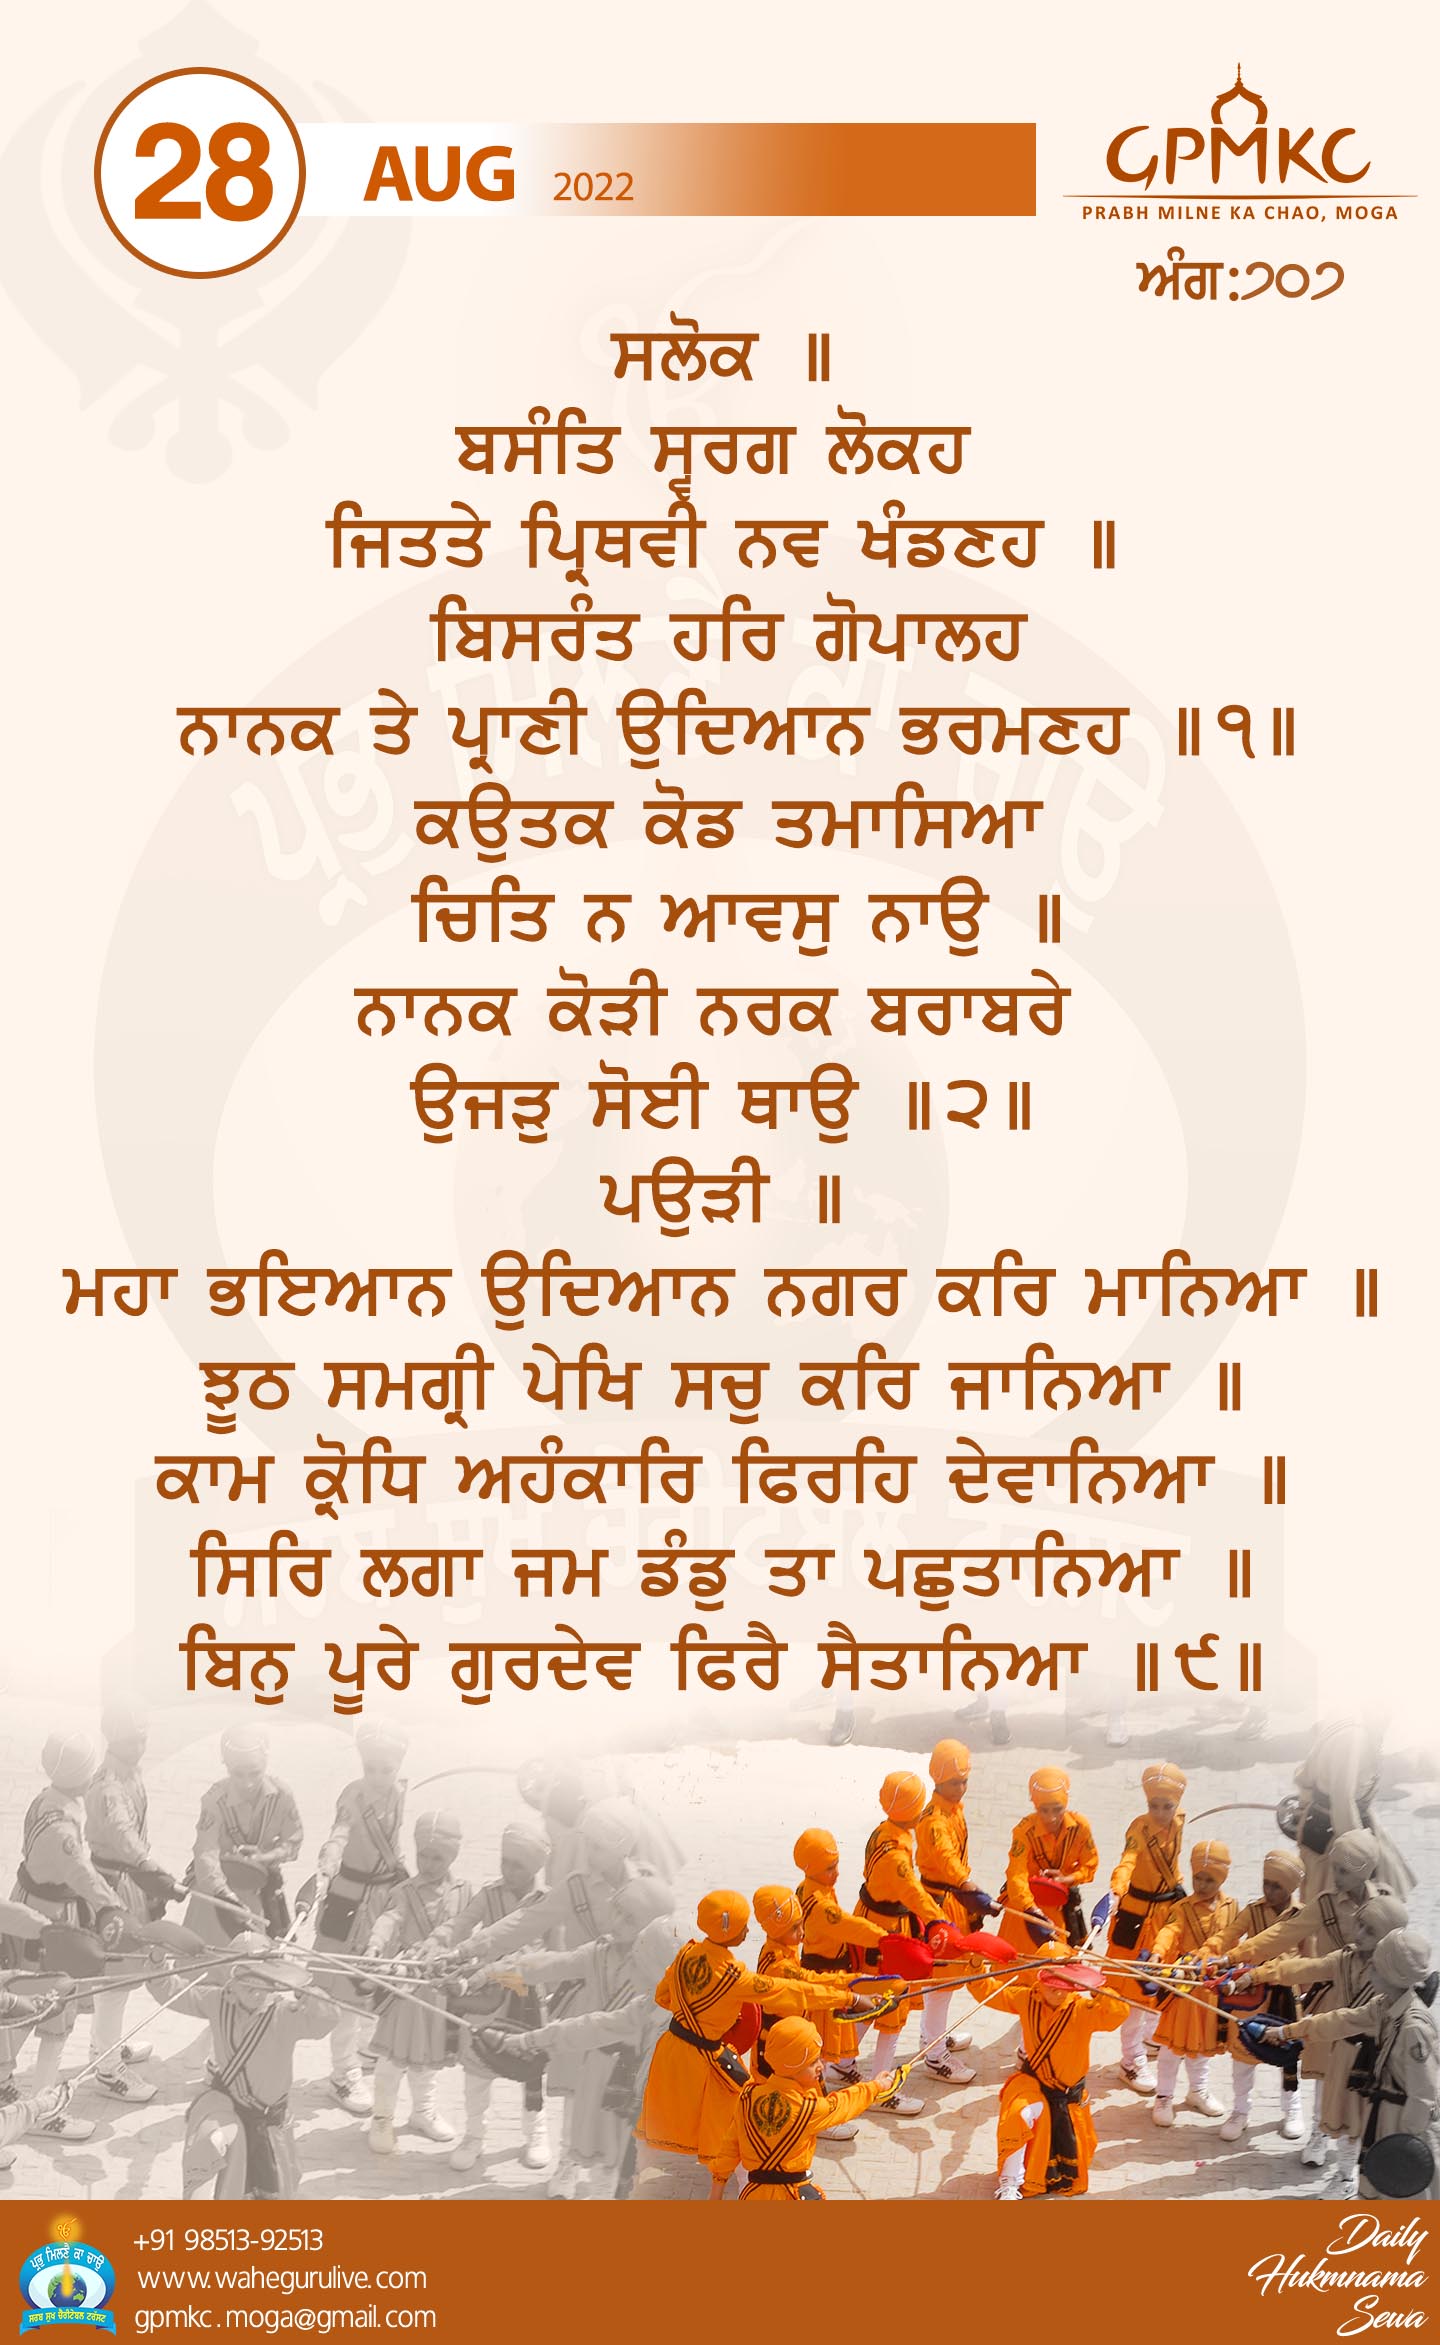 28
AUG 2022
GPMKC
PRABH MILNE KA CHAO, MOGA
ਅੰਗ:੭੦੭
ਸਲੋਕ ॥
ਬਸੰਤਿ ਸ੍ਵਰਗ ਲੋਕਹ
ਜਿਤਤੇ ਪ੍ਰਿਥਵੀ ਨਵ ਖੰਡਣਹ ॥
ਬਿਸਰੰਤ ਹਰਿ ਗੋਪਾਲਹ
ਨਾਨਕ ਤੇ ਪ੍ਰਾਣੀ ਉਦਿਆਨ ਭਰਮਣਹ ॥੧॥
ਕਉਤਕ ਕੋਡ ਤਮਾਸਿਆ
ਚਿਤਿ ਨ ਆਵਸੁ ਨਾਉ ॥
ਨਾਨਕ ਕੋੜੀ ਨਰਕ ਬਰਾਬਰੇ
ਉਜੜੁ ਸੋਈ ਥਾਉ ॥੨॥
ਪਉੜੀ ॥
ਮਹਾ ਭਇਆਨ ਉਦਿਆਨ ਨਗਰ ਕਰਿ ਮਾਨਿਆ ॥
ਝੂਠ ਸਮਗ੍ਰੀ ਪੇਖਿ ਸਚੁ ਕਰਿ ਜਾਨਿਆ ॥
ਕਾਮ ਕ੍ਰੋਧਿ ਅਹੰਕਾਰਿ ਫਿਰਹਿ ਦੇਵਾਨਿਆ ॥
ਸਿਰਿ ਲਗਾ ਜਮ ਡੰਡੁ ਤਾ ਪਛੁਤਾਨਿਆ ॥
ਬਿਨੁ ਪੂਰੇ ਗੁਰਦੇਵ ਫਿਰੈ ਸੈਤਾਨਿਆ ॥੯॥
ਪ੍ਰਭੂ ਮਿਲਣੈ ਕਾ ਚਾਉ
ਸਰਬ ਸੁਖ ਚੈਰੀਟੇਬਲ ਟਰੱਸਟ
+91 98513-92513
www.wahegurulive.com
gpmkc.moga@gmail.com
Daily
Hukmnama
Sewa